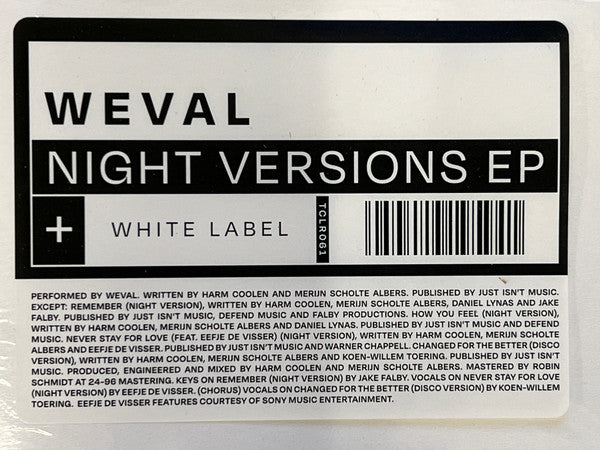 WEVAL
NIGHT VERSIONS EP
+ WHITE LABEL
TCLR061
PERFORMED BY WEVAL. WRITTEN BY HARM COOLEN AND MERIJN SCHOLTE ALBERS. PUBLISHED BY JUST ISN'T MUSIC.
EXCEPT: REMEMBER (NIGHT VERSION), WRITTEN BY HARM COOLEN, MERIJN SCHOLTE ALBERS, DANIEL LYNAS AND JAKE
FALBY. PUBLISHED BY JUST ISN'T MUSIC, DEFEND MUSIC AND FALBY PRODUCTIONS. HOW YOU FEEL (NIGHT VERSION),
WRITTEN BY HARM COOLEN, MERIJN SCHOLTE ALBERS AND DANIEL LYNAS. PUBLISHED BY JUST ISN'T MUSIC AND DEFEND
MUSIC. NEVER STAY FOR LOVE (FEAT. EEFJE DE VISSER) (NIGHT VERSION), WRITTEN BY HARM COOLEN, MERIJN SCHOLTE
ALBERS AND EEFJE DE VISSER. PUBLISHED BY JUST ISN'T MUSIC AND WARNER CHAPPELL. CHANGED FOR THE BETTER (DISCO
VERSION), WRITTEN BY HARM COOLEN, MERIJN SCHOLTE ALBERS AND KOEN-WILLEM TOERING. PUBLISHED BY JUST ISN'T
MUSIC. PRODUCED, ENGINEERED AND MIXED BY HARM COOLEN AND MERIJN SCHOLTE ALBERS. MASTERED BY ROBIN
SCHMIDT AT 24-96 MASTERING. KEYS ON REMEMBER (NIGHT VERSION) BY JAKE FALBY. VOCALS ON NEVER STAY FOR LOVE
(NIGHT VERSION) BY EEFJE DE VISSER. (CHORUS) VOCALS ON CHANGED FOR THE BETTER (DISCO VERSION) BY KOEN-WILLEM
TOERING. EEFJE DE VISSER FEATURES COURTESY OF SONY MUSIC ENTERTAINMENT.